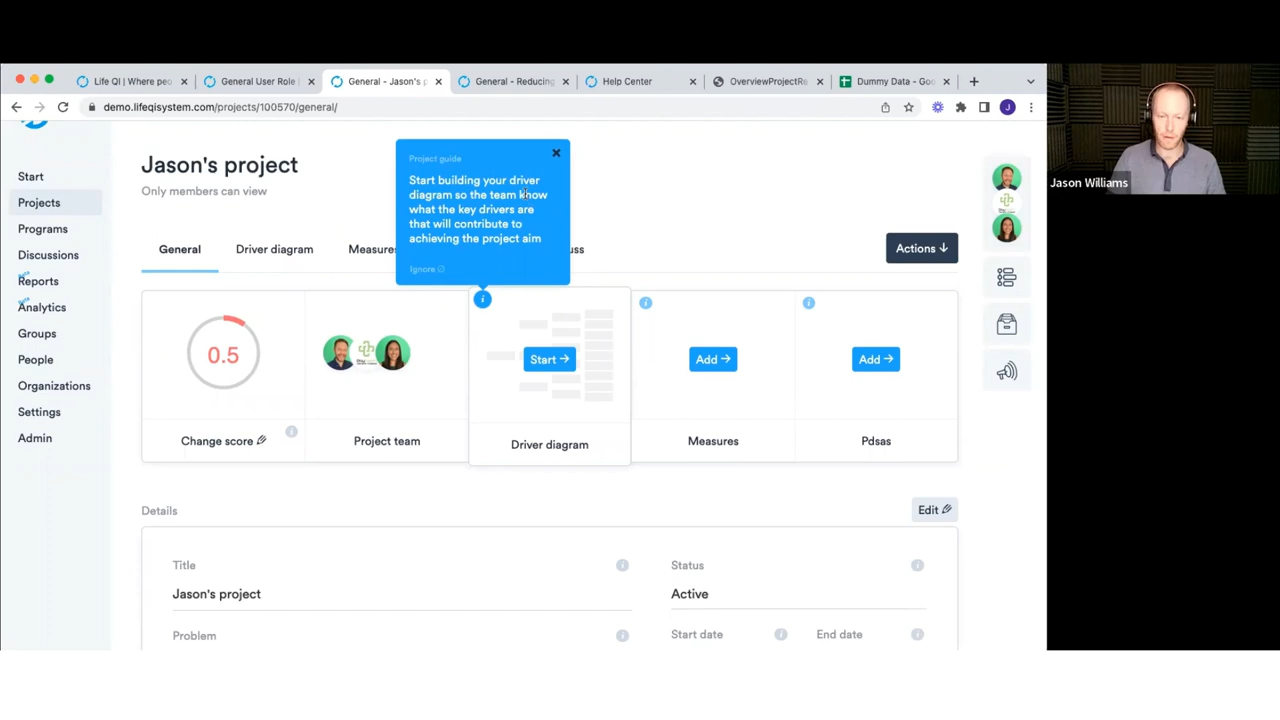 Life QI | Where peo
General User Role |
General - Jason's p
General - Reducing
Help Center
OverviewProjectRe
Dummy Data - Goo
demo.lifeqisystem.com/projects/100570/general/
J
Start
Projects
Programs
Discussions
Reports
Analytics
Groups
People
Organizations
Settings
Admin
Jason's project
Only members can view
Project guide
Start building your driver
diagram so the team know
what the key drivers are
that will contribute to
achieving the project aim
Ignore
General
Driver diagram
Measures
uss
Actions
0.5
Start
Add
Add
Change score
Project team
Driver diagram
Measures
Pdsas
Details
Edit
Title
Jason's project
Status
Active
Problem
Start date
End date
Jason Williams